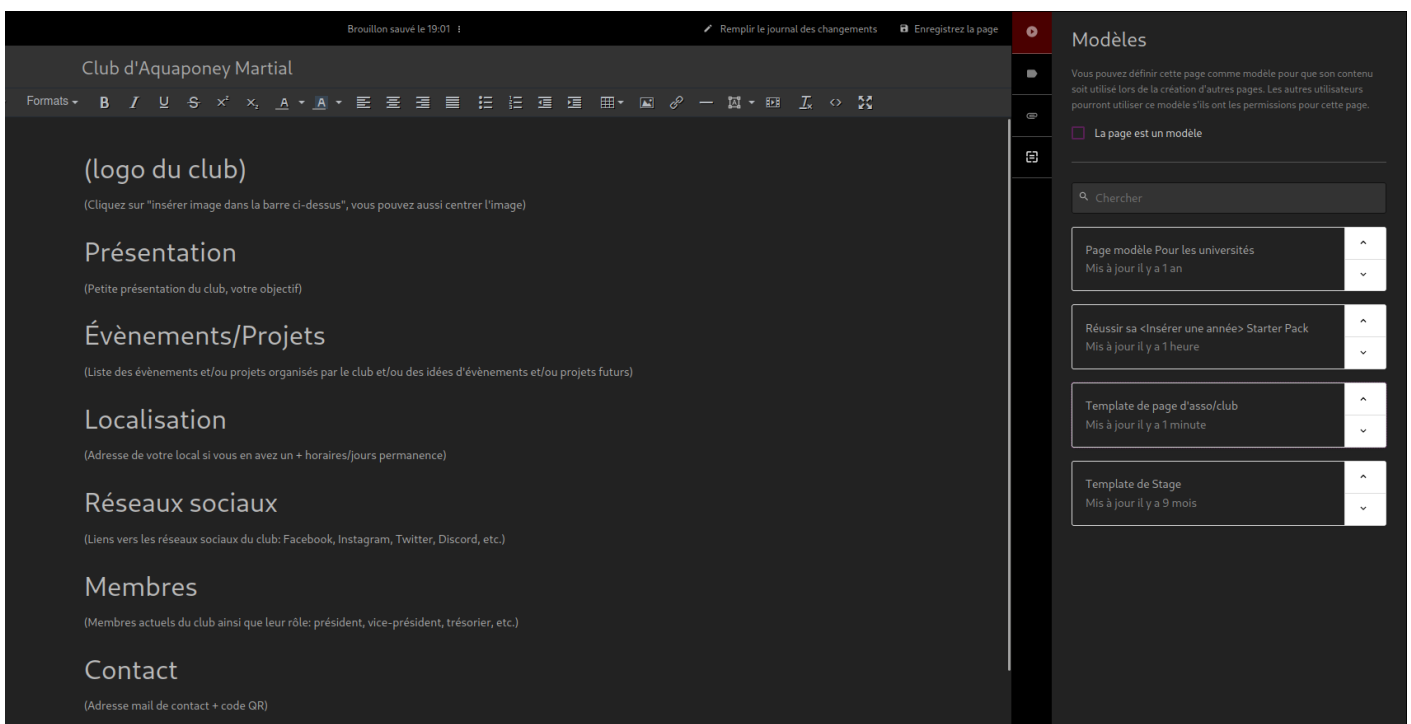 Brouillon sauvé le 19:01
Remplir le journal des changements
Enregistrez la page
Club d'Aquaponey Martial
Formats
B I U S x² x₂ A A
(logo du club)
(Cliquez sur "insérer image dans la barre ci-dessus", vous pouvez aussi centrer l'image)
Présentation
(Petite présentation du club, votre objectif)
Évènements/Projets
(Liste des évènements et/ou projets organisés par le club et/ou des idées d'évènements et/ou projets futurs)
Localisation
(Adresse de votre local si vous en avez un + horaires/jours permanence)
Réseaux sociaux
(Liens vers les réseaux sociaux du club: Facebook, Instagram, Twitter, Discord, etc.)
Membres
(Membres actuels du club ainsi que leur rôle: président, vice-président, trésorier, etc.)
Contact
(Adresse mail de contact + code QR)
Modèles
Vous pouvez définir cette page comme modèle pour que son contenu
soit utilisé lors de la création d'autres pages. Les autres utilisateurs
pourront utiliser ce modèle s'ils ont les permissions pour cette page.
La page est un modèle
Chercher
Page modèle Pour les universités
Mis à jour il y a 1 an
Réussir sa <Insérer une année> Starter Pack
Mis à jour il y a 1 heure
Template de page d'asso/club
Mis à jour il y a 1 minute
Template de Stage
Mis à jour il y a 9 mois